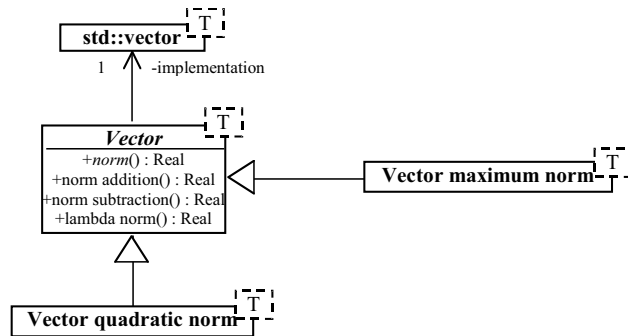 T
std::vector
1 -implementation
T
Vector
+norm() : Real
+norm addition() : Real
+norm subtraction() : Real
+lambda norm() : Real
T
Vector maximum norm
T
Vector quadratic norm